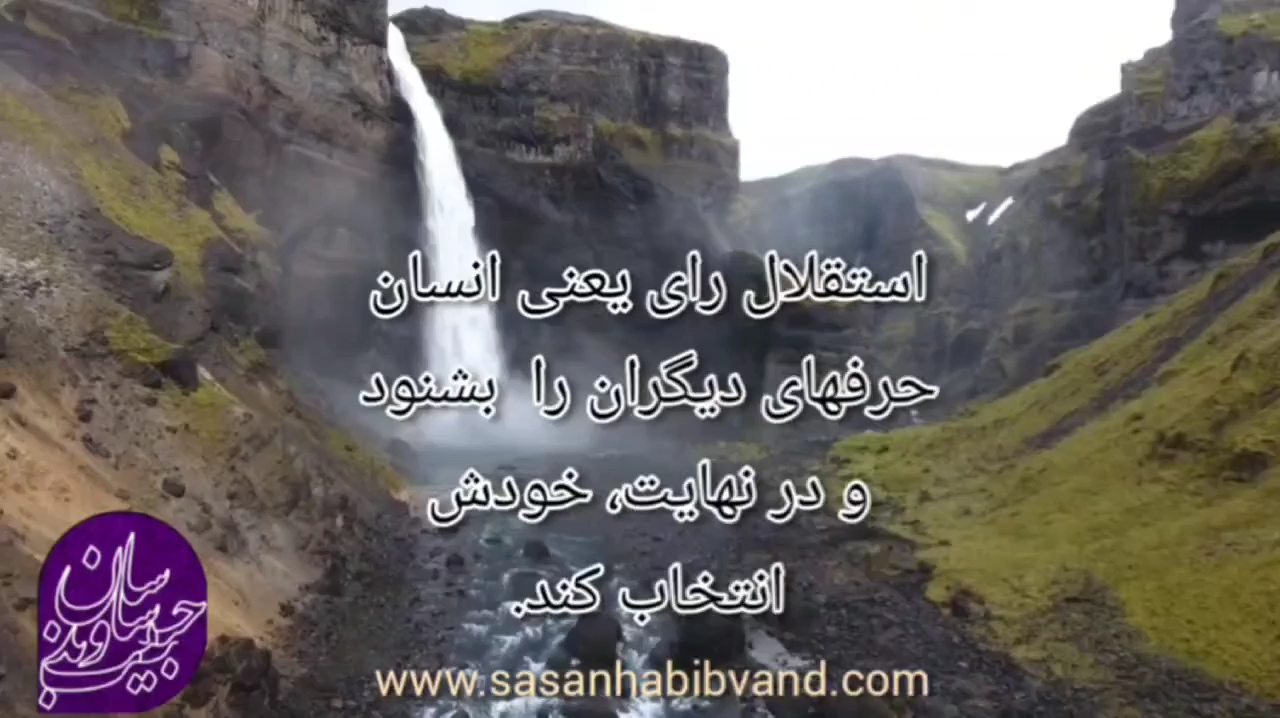 استقلال رای یعنی انسان
حرفهای دیگران را بشنود
و در نهایت، خودش
انتخاب کند.
ساسان
حبیب‌وند
www.sasanhabibvand.com